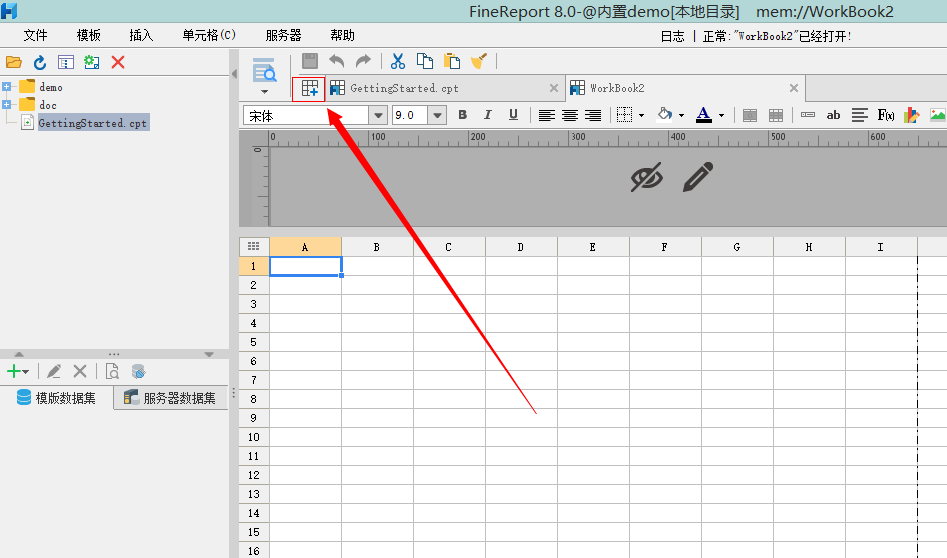 FineReport 8.0-@内置demo[本地目录] mem://WorkBook2
文件 模板 插入 单元格(C) 服务器 帮助 日志 | 正常:"WorkBook2"已经打开!
demo
doc
GettingStarted.cpt
模版数据集 服务器数据集
GettingStarted.cpt WorkBook2
宋体 9.0 B I U A ab F(x)
0 100 200 300 400 500 600
0
A B C D E F G H I
1
2
3
4
5
6
7
8
9
10
11
12
13
14
15
16